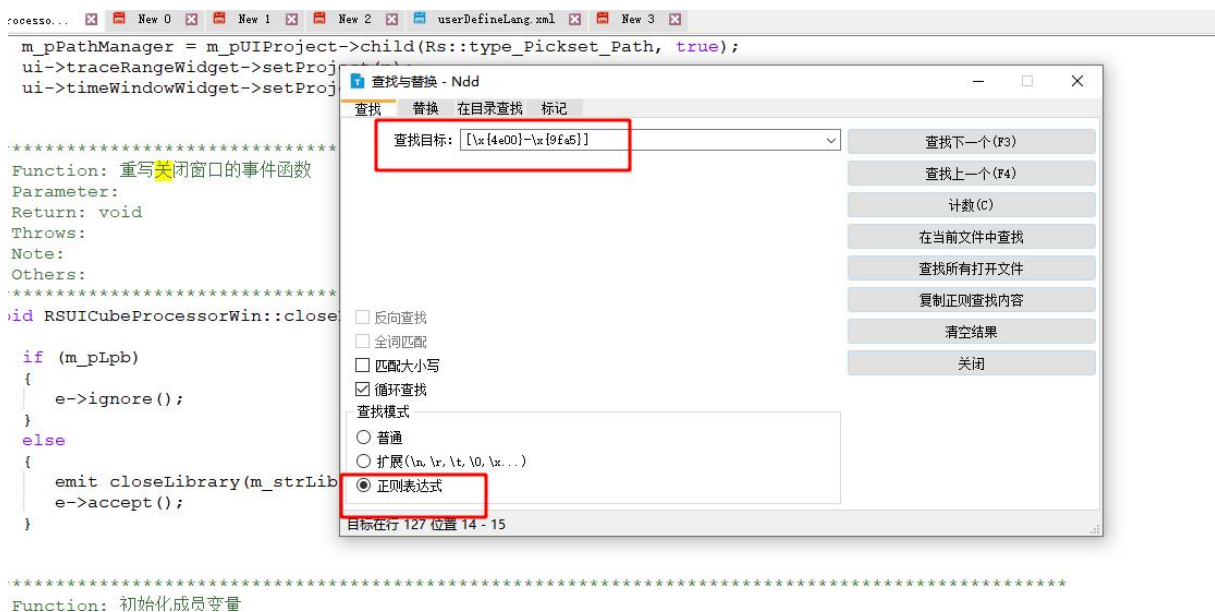 rocesso... New 0 New 1 New 2 userDefineLang.xml New 3
m_pPathManager = m_pUIProject->child(Rs::type_Pickset_Path, true);
ui->traceRangeWidget->setProject(p);
ui->timeWindowWidget->setProj
*******************************
Function: 重写关闭窗口的事件函数
Parameter:
Return: void
Throws:
Note:
Others:
*******************************
oid RSUICubeProcessorWin::close
if (m_pLpb)
{
e->ignore();
}
else
{
emit closeLibrary(m_strLib
e->accept();
}
查找与替换 - Ndd
查找 替换 在目录查找 标记
查找目标: [\x{4e00}-\x{9fa5}]
查找下一个(F3)
查找上一个(F4)
计数(C)
在当前文件中查找
查找所有打开文件
复制正则查找内容
清空结果
关闭
反向查找
全词匹配
匹配大小写
循环查找
查找模式
普通
扩展(\n,\r,\t,\0,\x...)
正则表达式
目标在行 127 位置 14 - 15
****************************************************************************************************
Function: 初始化成员变量